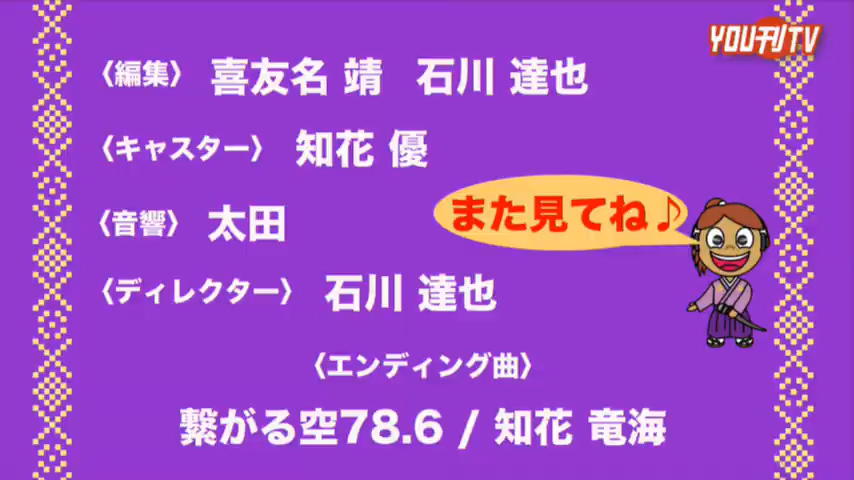 YOU刊TV
〈編集〉 喜友名 靖 石川 達也
〈キャスター〉 知花 優
〈音響〉 太田
また見てね♪
〈ディレクター〉 石川 達也
〈エンディング曲〉
繋がる空78.6 / 知花 竜海